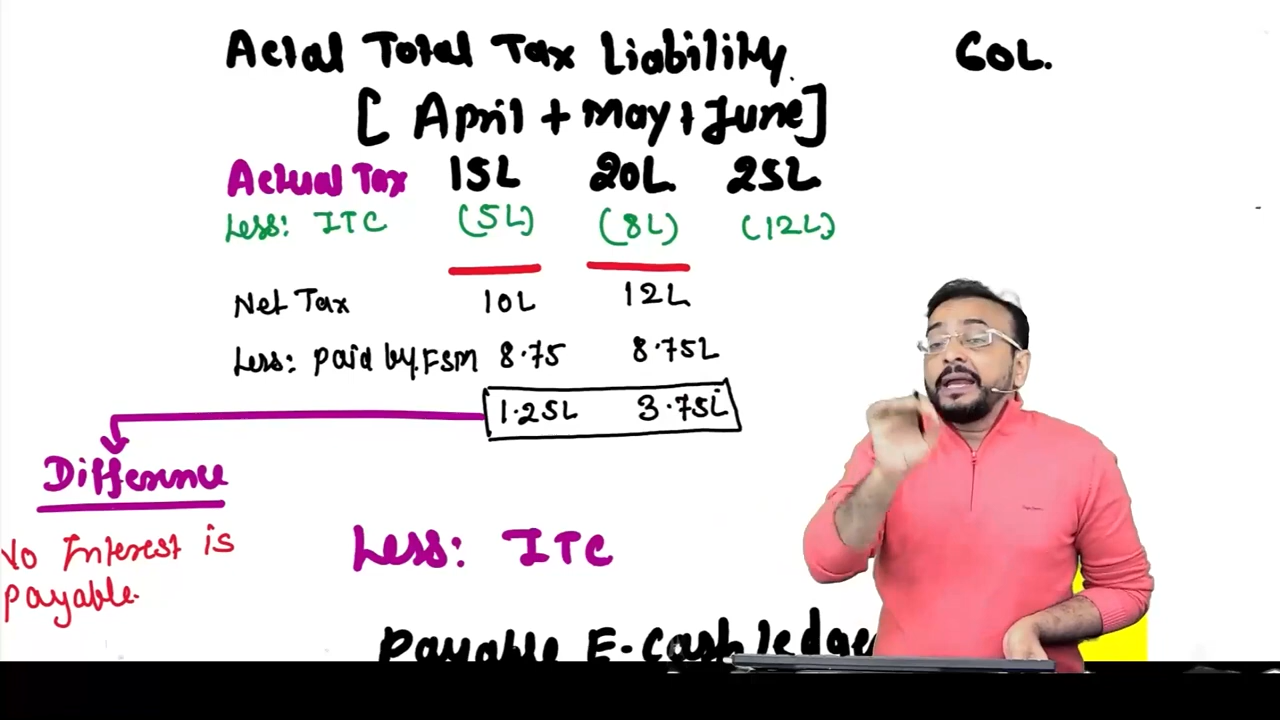 Actal Total Tax Liability. 60L.
[April + May + June]
Actual Tax 15L 20L. 25L
Less: ITC (5L) (8L) (12L)
Net Tax 10L 12L
Less: Paid by.FSM 8.75 8.75L
1.25L 3.75L
Difference
No Interest is
payable.
Less: ITC
Payable E-Cash ledger